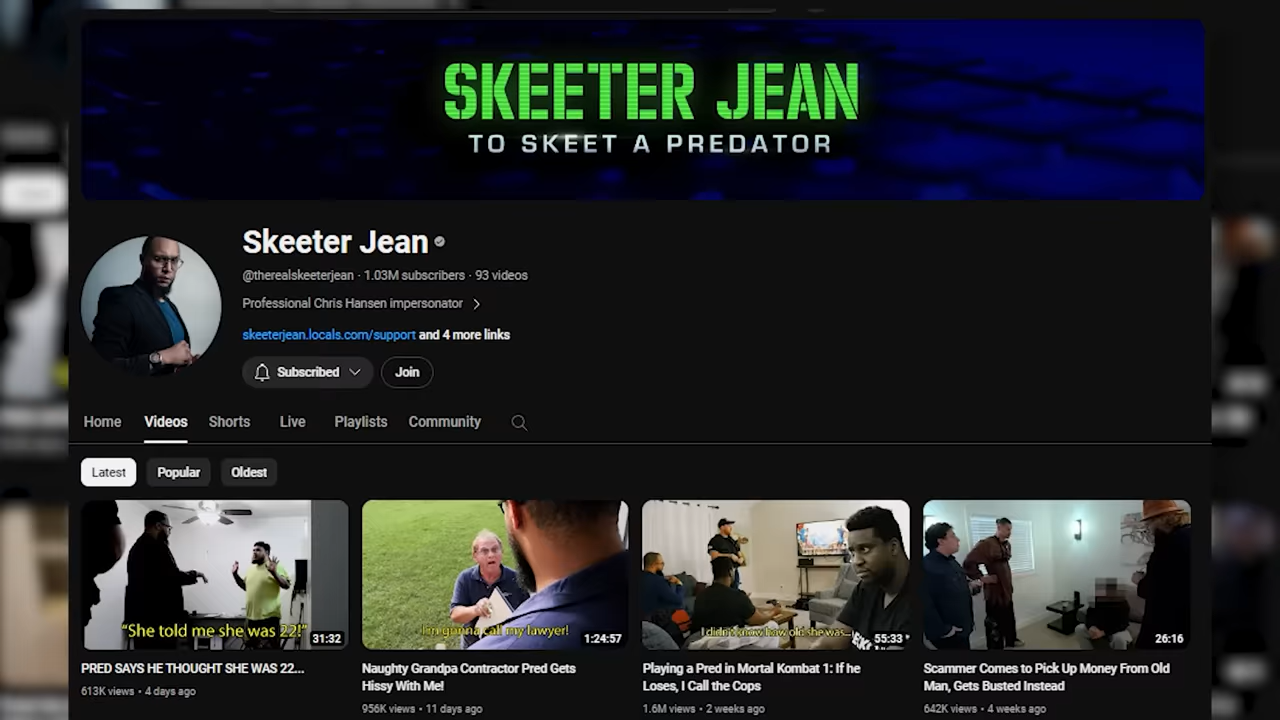 SKEETER JEAN
TO SKEET A PREDATOR
Skeeter Jean
@therealskeeterjean · 1.03M subscribers · 93 videos
Professional Chris Hansen impersonator
skeeterjean.locals.com/support and 4 more links
Subscribed
Join
Home Videos Shorts Live Playlists Community
Latest Popular Oldest
"She told me she was 22!"
31:32
I'm gunna call my lawyer!
1:24:57
I didn't know how old she was...
55:33
26:16
PRED SAYS HE THOUGHT SHE WAS 22...
613K views • 4 days ago
Naughty Grandpa Contractor Pred Gets
Hissy With Me!
956K views • 11 days ago
Playing a Pred in Mortal Kombat 1: If he
Loses, I Call the Cops
1.6M views • 2 weeks ago
Scammer Comes to Pick Up Money From Old
Man, Gets Busted Instead
642K views • 4 weeks ago